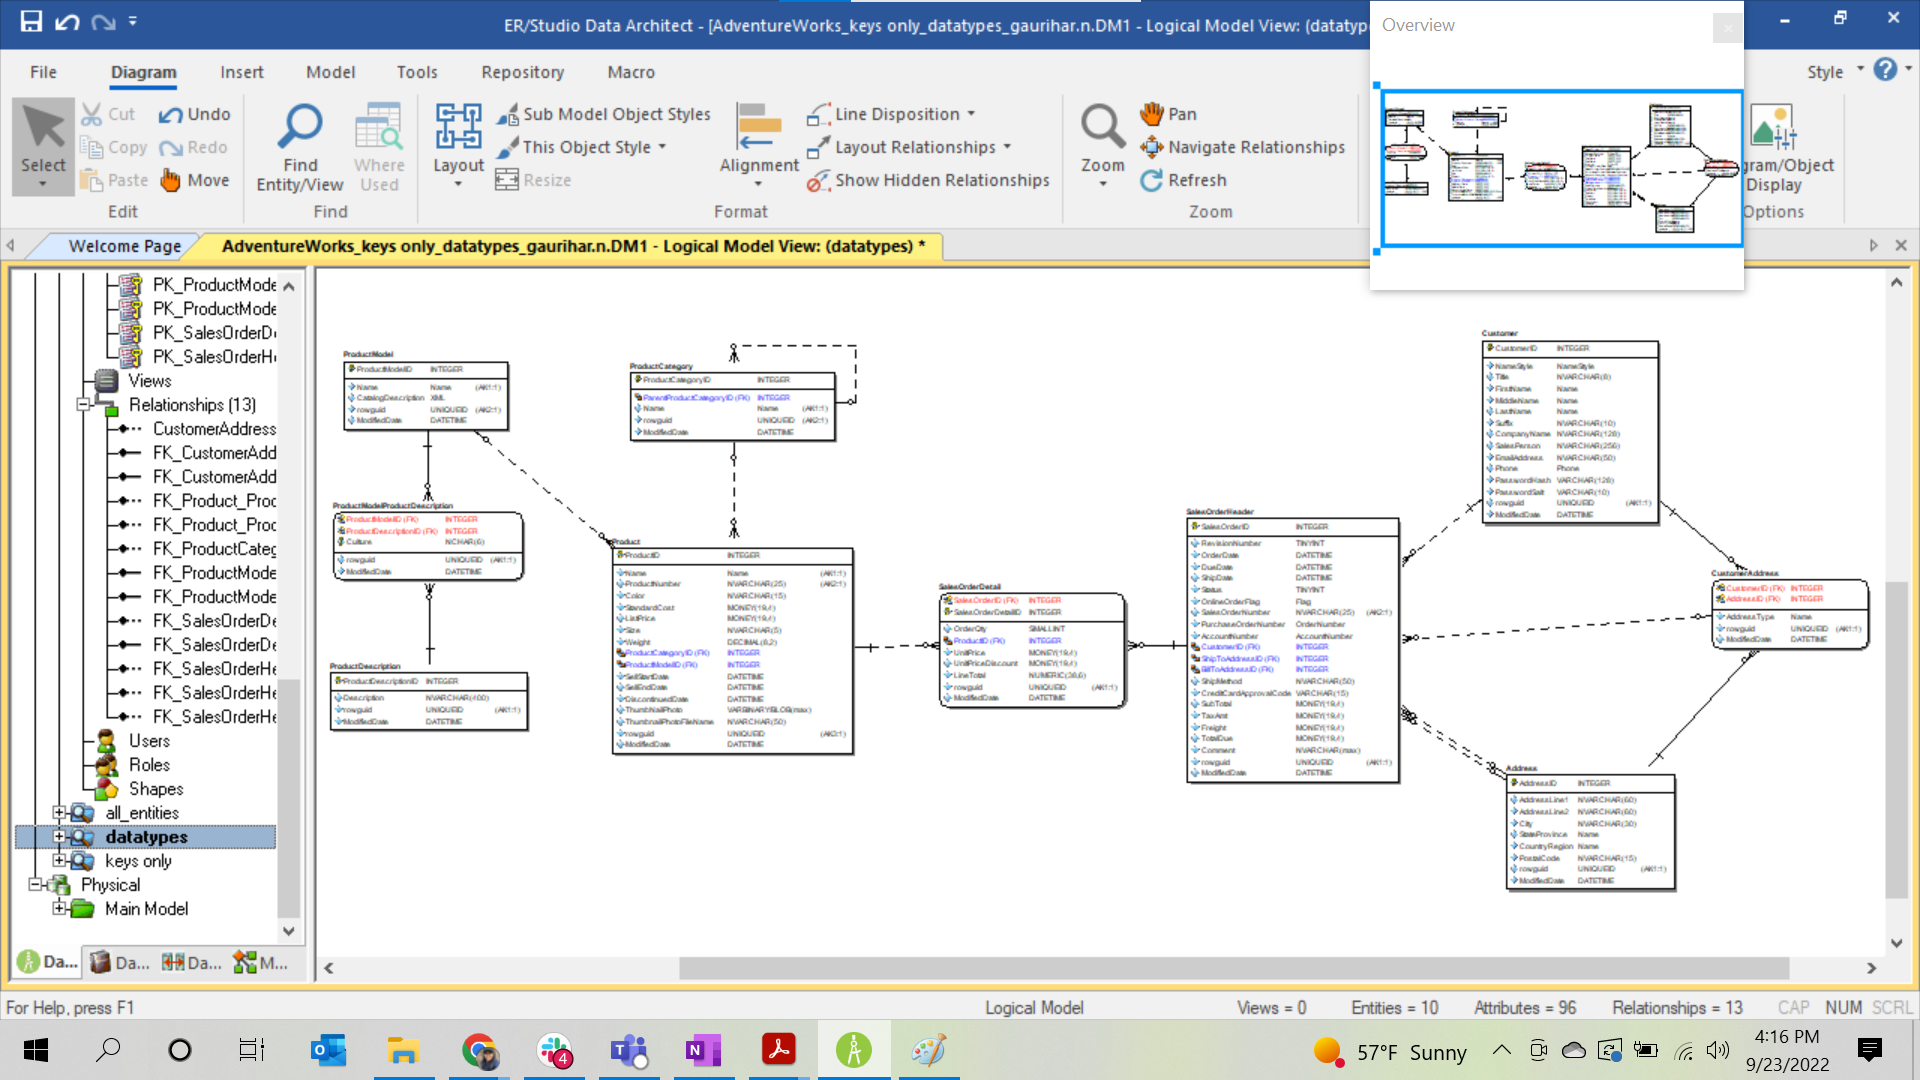 ER/Studio Data Architect - [AdventureWorks_keys only_datatypes_gaurihar.n.DM1 - Logical Model View: (datatyp
Overview
File
Diagram
Insert
Model
Tools
Repository
Macro
Style
Select
Cut
Copy
Paste
Undo
Redo
Move
Edit
Find Entity/View
Where Used
Find
Layout
Sub Model Object Styles
This Object Style
Resize
Alignment
Line Disposition
Layout Relationships
Show Hidden Relationships
Format
Zoom
Pan
Navigate Relationships
Refresh
Zoom
gram/Object
Display
Options
Welcome Page
AdventureWorks_keys only_datatypes_gaurihar.n.DM1 - Logical Model View: (datatypes) *
PK_ProductMode
PK_ProductMode
PK_SalesOrderD
PK_SalesOrderH
Views
Relationships (13)
CustomerAddress
FK_CustomerAdd
FK_CustomerAdd
FK_Product_Proc
FK_Product_Proc
FK_ProductCateg
FK_ProductMode
FK_ProductMode
FK_SalesOrderDe
FK_SalesOrderDe
FK_SalesOrderHe
FK_SalesOrderHe
FK_SalesOrderHe
Users
Roles
Shapes
all_entities
datatypes
keys only
Physical
Main Model
Da...
Da...
Da...
M...
ProductModel
ProductModelID INTEGER
Name Name (AK1:1)
CatalogDescription XML
rowguid UNIQUEID (AK2:1)
ModifiedDate DATETIME
ProductCategory
ProductCategoryID INTEGER
ParentProductCategoryID (FK) INTEGER
Name Name (AK1:1)
rowguid UNIQUEID (AK2:1)
ModifiedDate DATETIME
ProductModelProductDescription
ProductModelID (FK) INTEGER
ProductDescriptionID (FK) INTEGER
Culture NCHAR(6)
rowguid UNIQUEID (AK1:1)
ModifiedDate DATETIME
ProductDescription
ProductDescriptionID INTEGER
Description NVARCHAR(400)
rowguid UNIQUEID (AK1:1)
ModifiedDate DATETIME
Product
ProductID INTEGER
Name Name (AK1:1)
ProductNumber NVARCHAR(25) (AK2:1)
Color NVARCHAR(15)
StandardCost MONEY(19,4)
ListPrice MONEY(19,4)
Size NVARCHAR(5)
Weight DECIMAL(8,2)
ProductCategoryID (FK) INTEGER
ProductModelID (FK) INTEGER
SellStartDate DATETIME
SellEndDate DATETIME
DiscontinuedDate DATETIME
ThumbNailPhoto VARBINARY/BLOB(max)
ThumbnailPhotoFileName NVARCHAR(50)
rowguid UNIQUEID (AK3:1)
ModifiedDate DATETIME
SalesOrderDetail
SalesOrderID (FK) INTEGER
SalesOrderDetailID INTEGER
OrderQty SMALLINT
ProductID (FK) INTEGER
UnitPrice MONEY(19,4)
UnitPriceDiscount MONEY(19,4)
LineTotal NUMERIC(38,6)
rowguid UNIQUEID (AK1:1)
ModifiedDate DATETIME
SalesOrderHeader
SalesOrderID INTEGER
RevisionNumber TINYINT
OrderDate DATETIME
DueDate DATETIME
ShipDate DATETIME
Status TINYINT
OnlineOrderFlag Flag
SalesOrderNumber NVARCHAR(25) (AK2:1)
PurchaseOrderNumber OrderNumber
AccountNumber AccountNumber
CustomerID (FK) INTEGER
ShipToAddressID (FK) INTEGER
BillToAddressID (FK) INTEGER
ShipMethod NVARCHAR(50)
CreditCardApprovalCode VARCHAR(15)
SubTotal MONEY(19,4)
TaxAmt MONEY(19,4)
Freight MONEY(19,4)
TotalDue MONEY(19,4)
Comment NVARCHAR(max)
rowguid UNIQUEID (AK1:1)
ModifiedDate DATETIME
Customer
CustomerID INTEGER
NameStyle NameStyle
Title NVARCHAR(8)
FirstName Name
MiddleName Name
LastName Name
Suffix NVARCHAR(10)
CompanyName NVARCHAR(128)
SalesPerson NVARCHAR(256)
EmailAddress NVARCHAR(50)
Phone Phone
PasswordHash VARCHAR(128)
PasswordSalt VARCHAR(10)
rowguid UNIQUEID (AK1:1)
ModifiedDate DATETIME
CustomerAddress
CustomerID (FK) INTEGER
AddressID (FK) INTEGER
AddressType Name
rowguid UNIQUEID (AK1:1)
ModifiedDate DATETIME
Address
AddressID INTEGER
AddressLine1 NVARCHAR(60)
AddressLine2 NVARCHAR(60)
City NVARCHAR(30)
StateProvince Name
CountryRegion Name
PostalCode NVARCHAR(15)
rowguid UNIQUEID (AK1:1)
ModifiedDate DATETIME
For Help, press F1
Logical Model
Views = 0
Entities = 10
Attributes = 96
Relationships = 13
CAP
NUM
SCRL
4
57°F Sunny
4:16 PM
9/23/2022